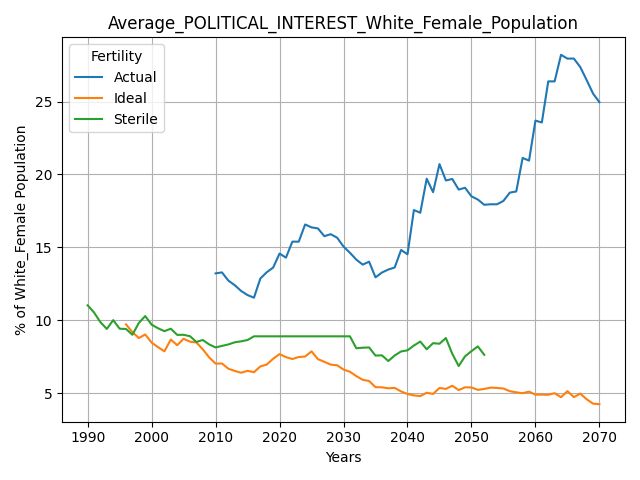 Average_POLITICAL_INTEREST_White_Female_Population
Fertility
Actual
Ideal
Sterile
% of White_Female Population
25
20
15
10
5
1990 2000 2010 2020 2030 2040 2050 2060 2070
Years